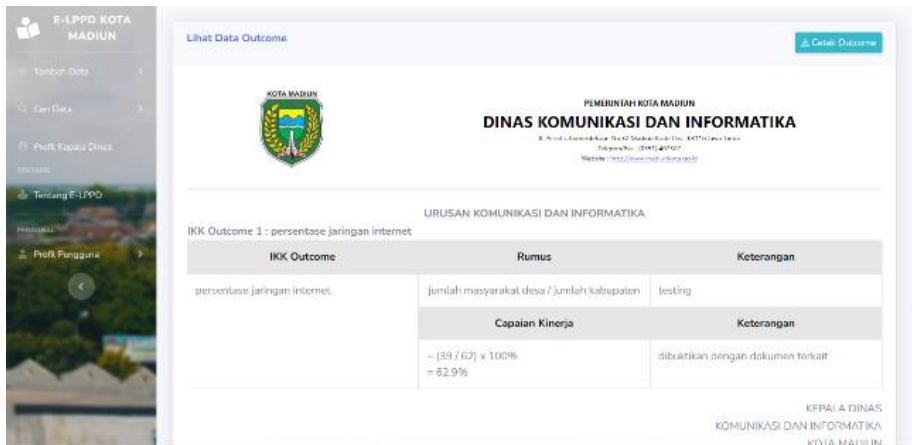 E-LPPD KOTA
MADIUN
Tambah Data
Cari Data
Profil Kepala Dinas
TENTANG
Tentang E-LPPD
PERSONAL
Profil Pengguna
Lihat Data Outcome
Cetak Outcome
KOTA MADIUN
PEMERINTAH KOTA MADIUN
DINAS KOMUNIKASI DAN INFORMATIKA
URUSAN KOMUNIKASI DAN INFORMATIKA
IKK Outcome 1 : persentase jaringan internet
IKK Outcome Rumus Keterangan
persentase jaringan internet jumlah masyarakat desa / jumlah kabupaten testing
Capaian Kinerja Keterangan
= (39 / 62) x 100% dibuktikan dengan dokumen terkait
= 62.9%
KEPALA DINAS
KOMUNIKASI DAN INFORMATIKA
KOTA MADIUN